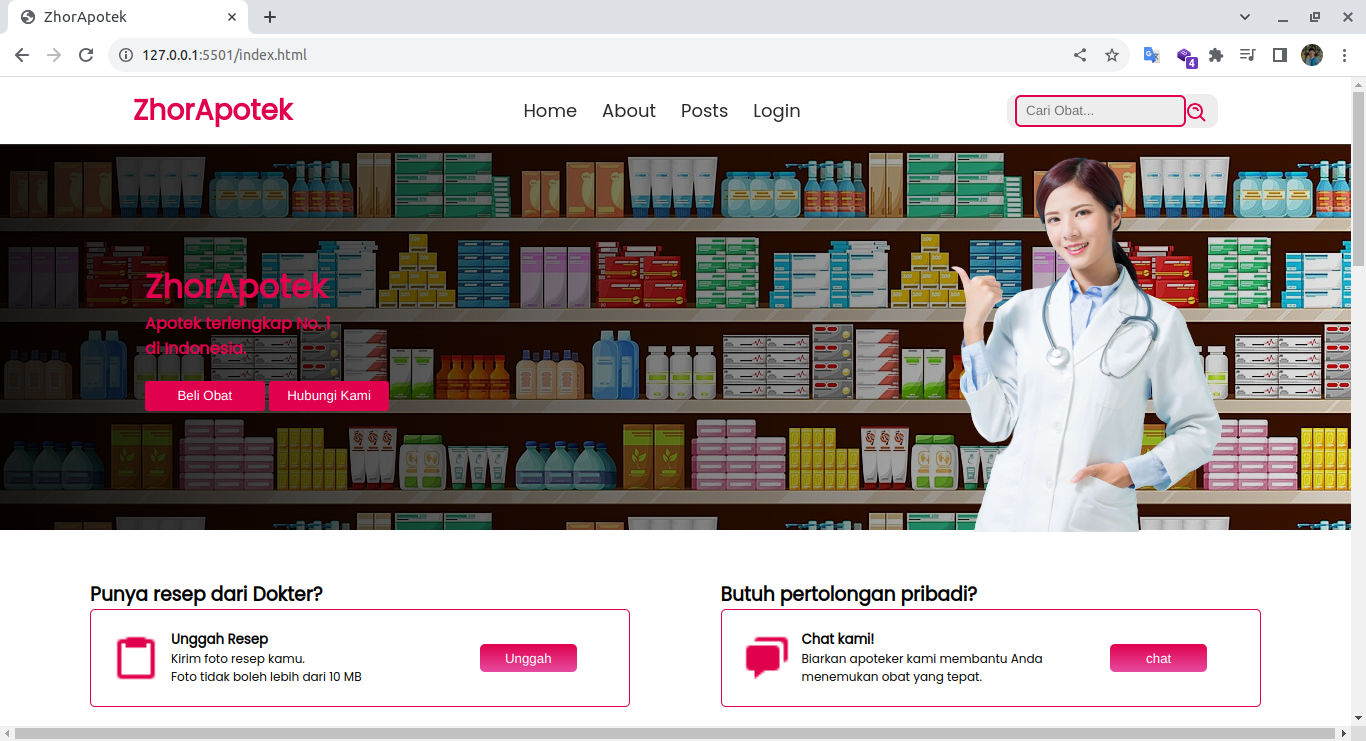 ZhorApotek
127.0.0.1:5501/index.html
4
ZhorApotek
Home About Posts Login
Cari Obat...
ZhorApotek
Apotek terlengkap No. 1
di Indonesia.
Beli Obat Hubungi Kami
Punya resep dari Dokter?
Unggah Resep
Kirim foto resep kamu.
Foto tidak boleh lebih dari 10 MB
Unggah
Butuh pertolongan pribadi?
Chat kami!
Biarkan apoteker kami membantu Anda
menemukan obat yang tepat.
chat